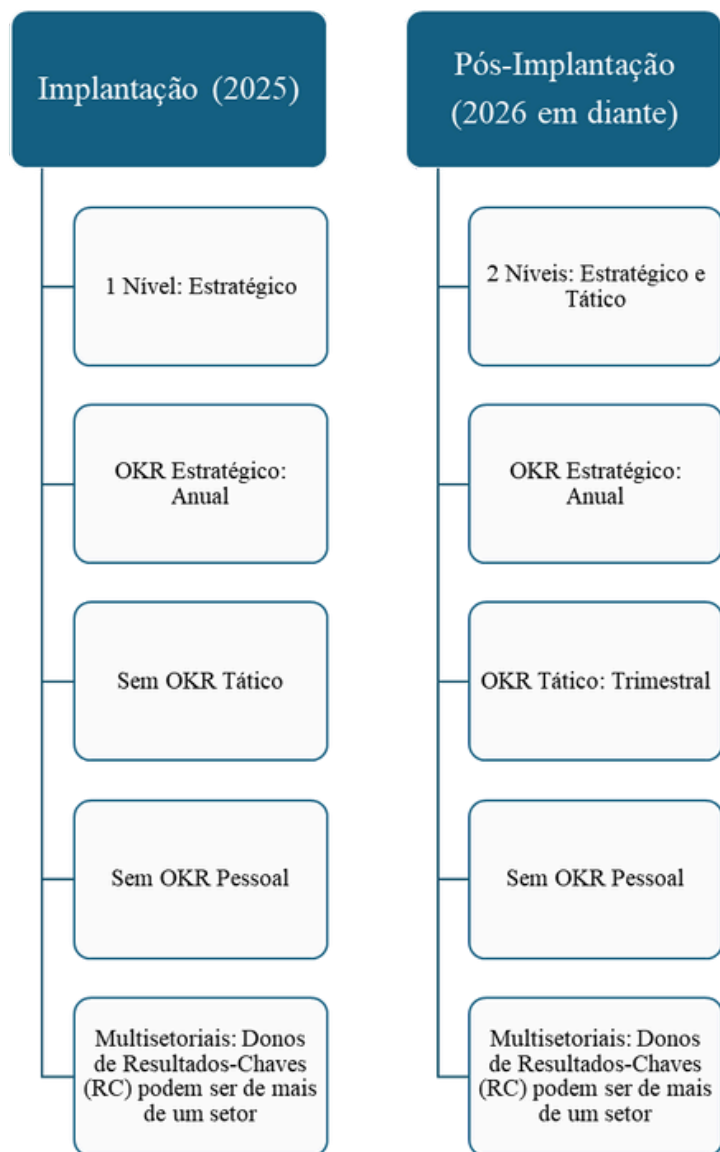 Implantação (2025)
1 Nível: Estratégico
OKR Estratégico:
Anual
Sem OKR Tático
Sem OKR Pessoal
Multisetoriais: Donos
de Resultados-Chaves
(RC) podem ser de mais
de um setor
Pós-Implantação
(2026 em diante)
2 Níveis: Estratégico e
Tático
OKR Estratégico:
Anual
OKR Tático: Trimestral
Sem OKR Pessoal
Multisetoriais: Donos
de Resultados-Chaves
(RC) podem ser de mais
de um setor